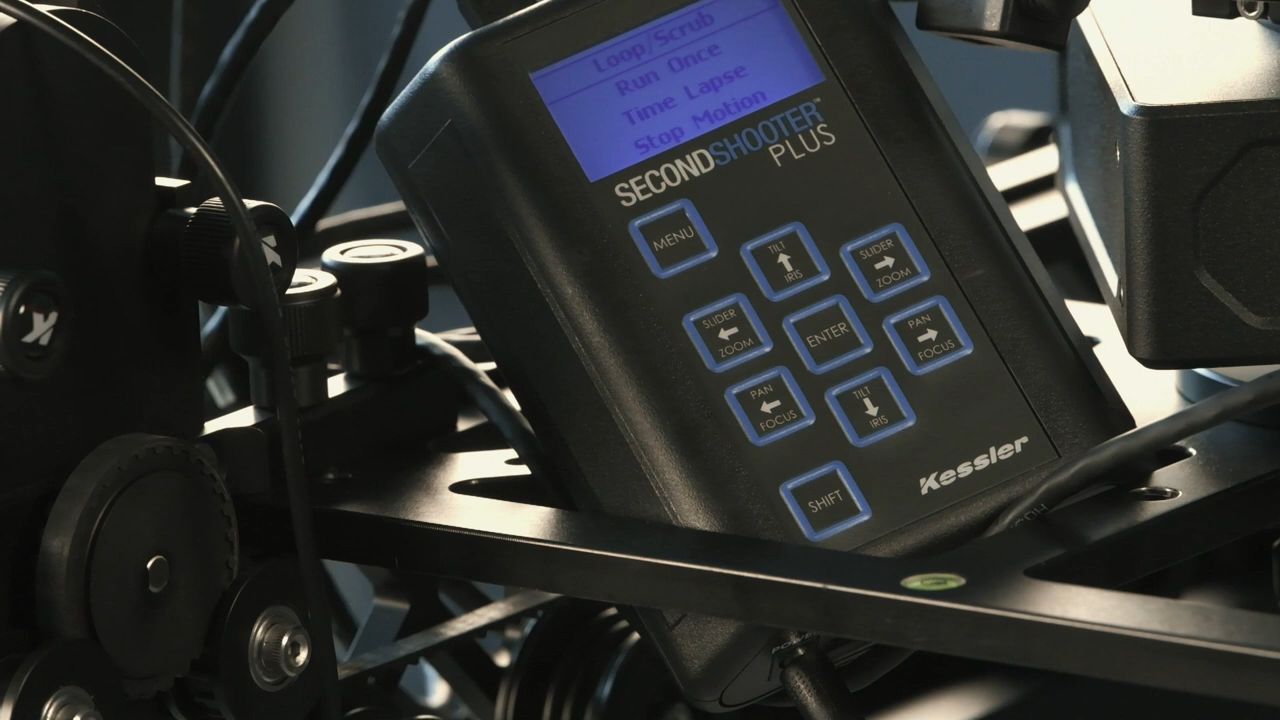 Loop/Scrub
Run Once
Time Lapse
Stop Motion
SECONDSHOOTER™
PLUS
MENU
TILT
IRIS
SLIDER
ZOOM
SLIDER
ZOOM
ENTER
PAN
FOCUS
PAN
FOCUS
TILT
IRIS
SHIFT
Kessler